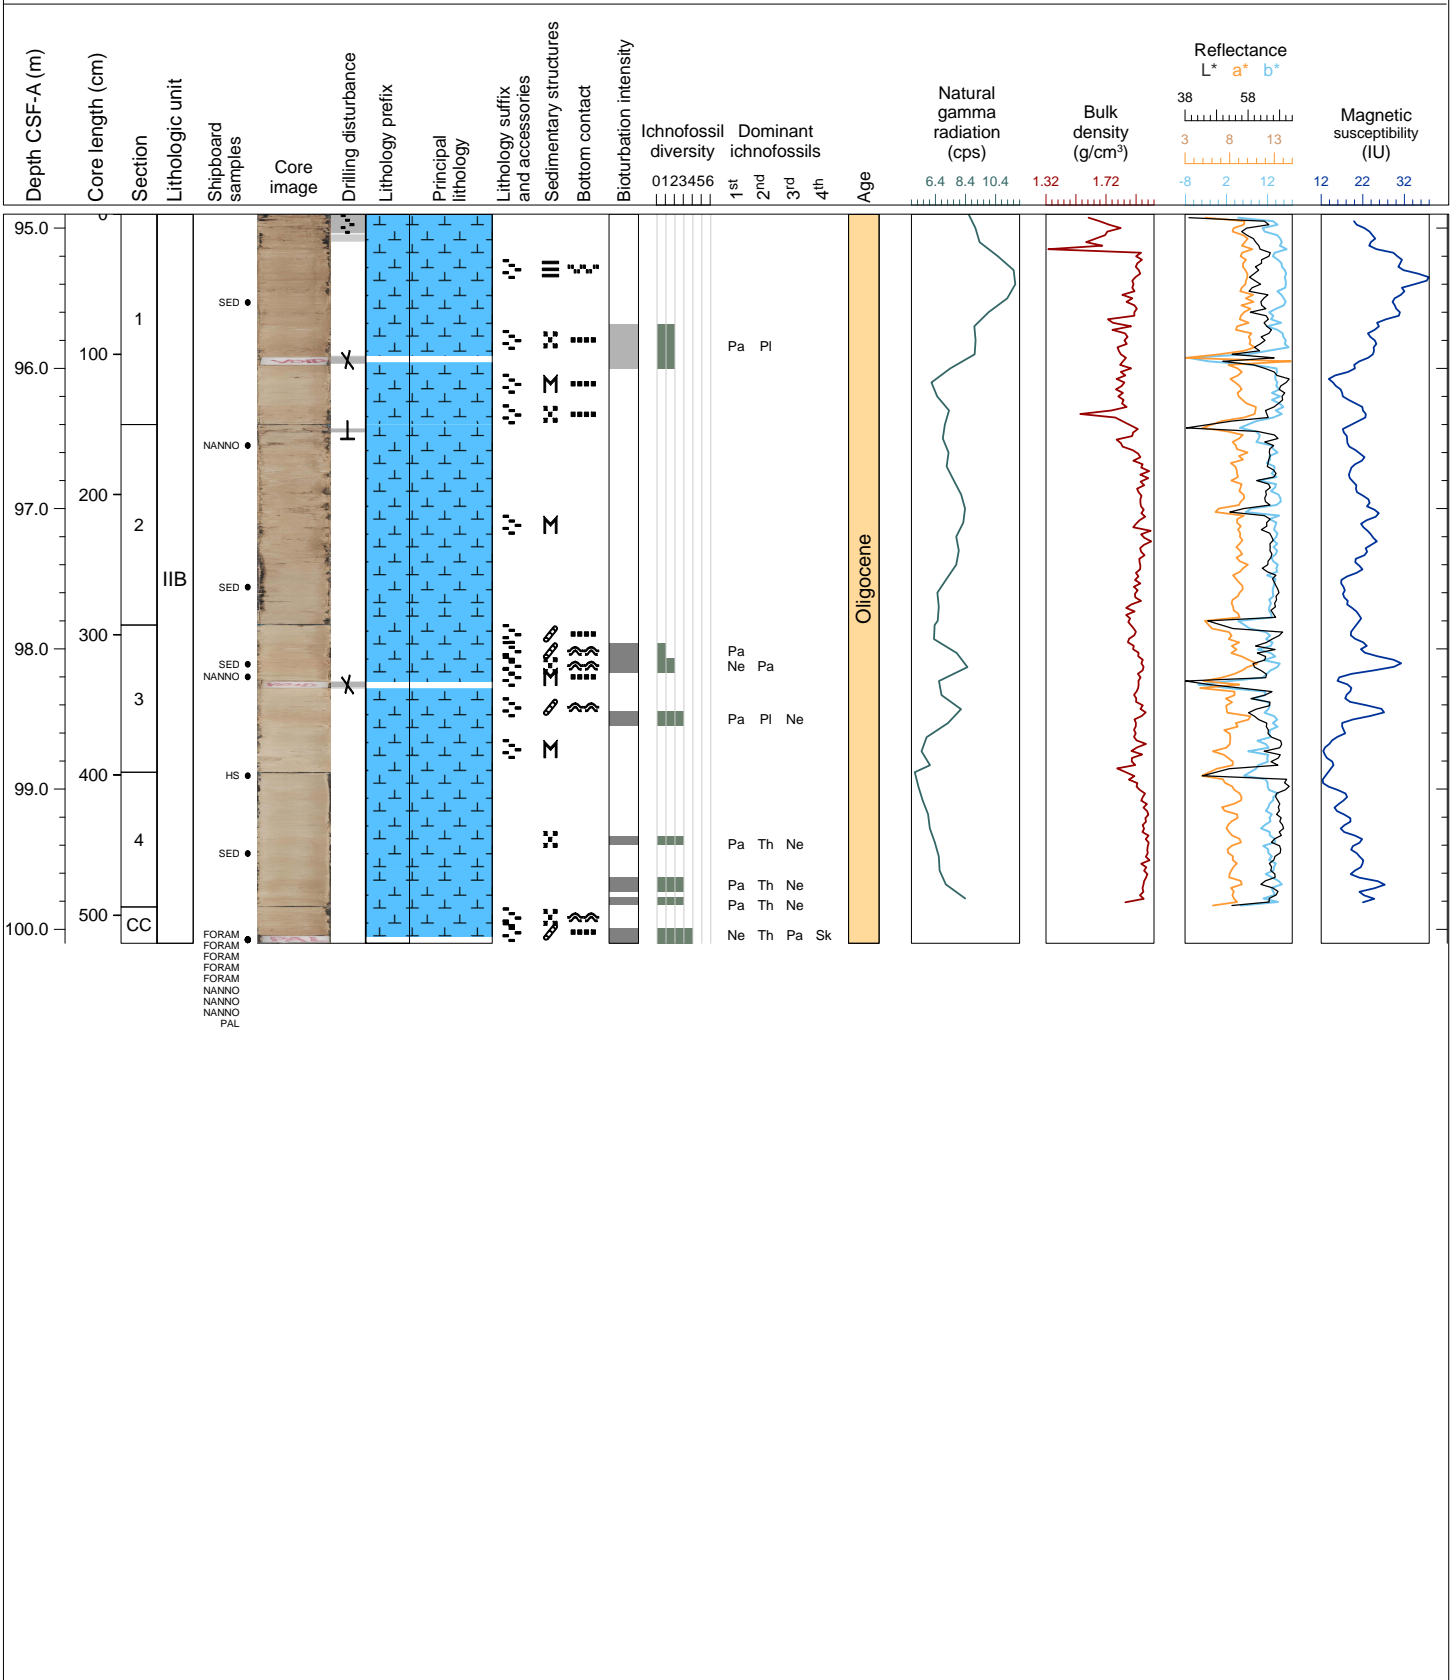 Depth CSF-A (m)
Core length (cm)
Section
Lithologic unit
Shipboard
samples
Core
image
Drilling disturbance
Lithology prefix
Principal
lithology
Lithology suffix
and accessories
Sedimentary structures
Bottom contact
Bioturbation intensity
Ichnofossil
diversity
0123456
Dominant
ichnofossils
1st 2nd 3rd 4th
Age
Natural
gamma
radiation
(cps)
6.4 8.4 10.4
Bulk
density
(g/cm³)
1.32 1.72
Reflectance
L* a* b*
38 58
3 8 13
-8 2 12
Magnetic
susceptibility
(IU)
12 22 32
95.0
96.0
97.0
98.0
99.0
100.0
0
100
200
300
400
500
1
2
3
4
CC
IIB
SED
NANNO
SED
SED
NANNO
HS
SED
FORAM
FORAM
FORAM
FORAM
FORAM
NANNO
NANNO
NANNO
PAL
VOID
Pa Pl
Pa
Ne Pa
Pa Pl Ne
Pa Th Ne
Pa Th Ne
Pa Th Ne
Ne Th Pa Sk
Oligocene